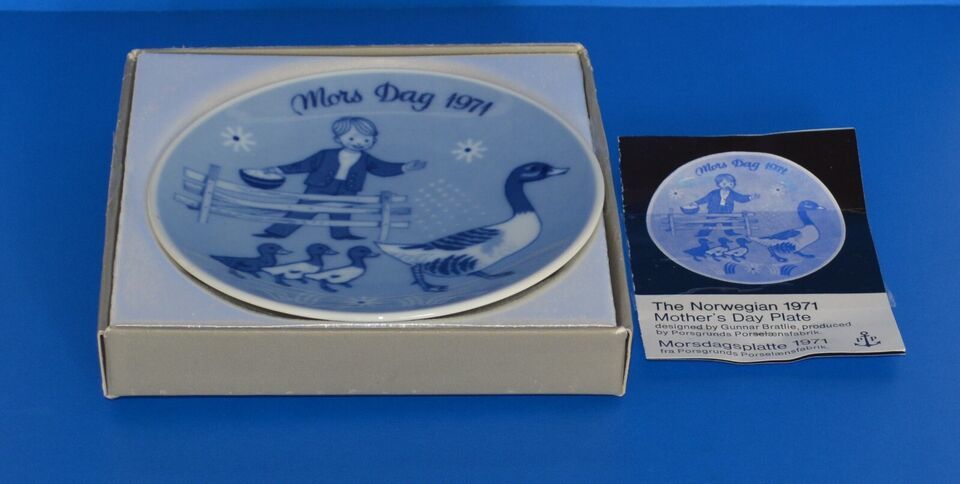 Mors Dag 1971
Mors Dag 1971
The Norwegian 1971
Mother's Day Plate
designed by Gunnar Bratlie, produced
by Porsgrunds Porselænsfabrik.
Morsdagsplatte 1971
fra Porsgrunds Porselænsfabrik.
P P